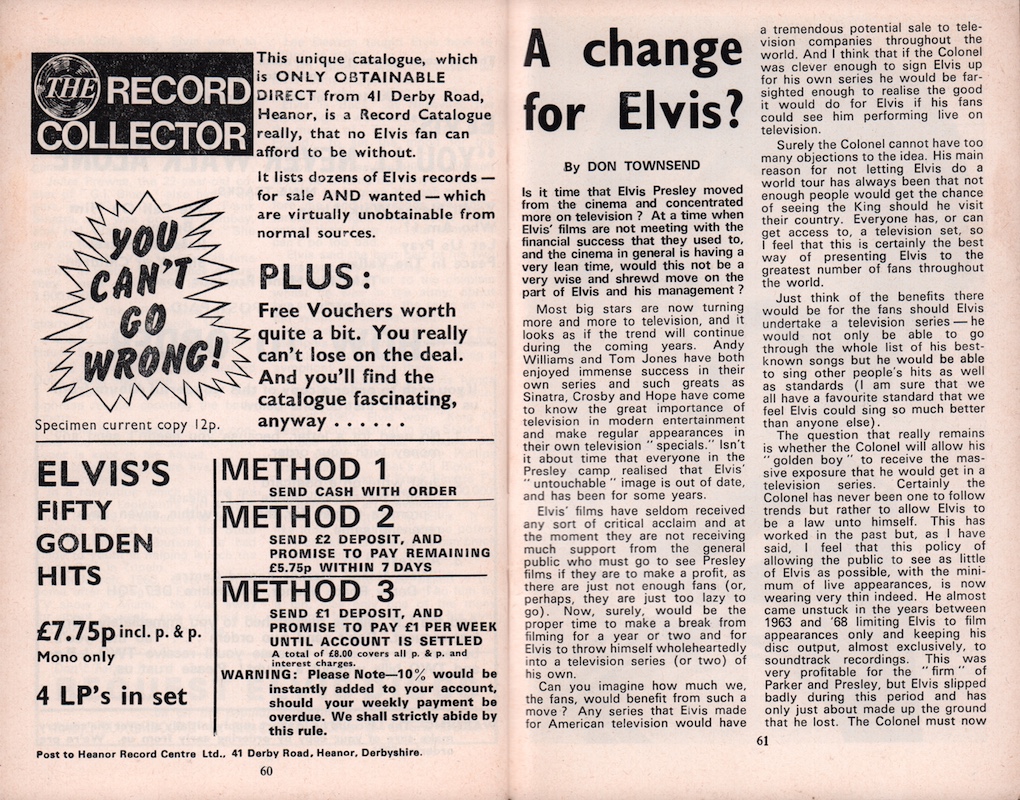 THE RECORD
COLLECTOR
This unique catalogue, which
is ONLY OBTAINABLE
DIRECT from 41 Derby Road,
Heanor, is a Record Catalogue
really, that no Elvis fan can
afford to be without.
It lists dozens of Elvis records —
for sale AND wanted — which
are virtually unobtainable from
normal sources.
YOU
CAN'T
GO
WRONG!
PLUS:
Free Vouchers worth
quite a bit. You really
can't lose on the deal.
And you'll find the
catalogue fascinating,
anyway . . . . . .
Specimen current copy 12p.
ELVIS'S
FIFTY
GOLDEN
HITS
£7.75p incl. p. & p.
Mono only
4 LP's in set
METHOD 1
SEND CASH WITH ORDER
METHOD 2
SEND £2 DEPOSIT, AND
PROMISE TO PAY REMAINING
£5.75p WITHIN 7 DAYS
METHOD 3
SEND £1 DEPOSIT, AND
PROMISE TO PAY £1 PER WEEK
UNTIL ACCOUNT IS SETTLED
A total of £8.00 covers all p. & p. and
interest charges.
WARNING: Please Note—10% would be
instantly added to your account,
should your weekly payment be
overdue. We shall strictly abide by
this rule.
Post to Heanor Record Centre Ltd., 41 Derby Road, Heanor, Derbyshire.
60
A change
for Elvis?
By DON TOWNSEND
Is it time that Elvis Presley moved
from the cinema and concentrated
more on television ? At a time when
Elvis' films are not meeting with the
financial success that they used to,
and the cinema in general is having a
very lean time, would this not be a
very wise and shrewd move on the
part of Elvis and his management ?
Most big stars are now turning
more and more to television, and it
looks as if the trend will continue
during the coming years. Andy
Williams and Tom Jones have both
enjoyed immense success in their
own series and such greats as
Sinatra, Crosby and Hope have come
to know the great importance of
television in modern entertainment
and make regular appearances in
their own television "specials." Isn't
it about time that everyone in the
Presley camp realised that Elvis'
"untouchable" image is out of date,
and has been for some years.
Elvis' films have seldom received
any sort of critical acclaim and at
the moment they are not receiving
much support from the general
public who must go to see Presley
films if they are to make a profit, as
there are just not enough fans (or,
perhaps, they are just too lazy to
go). Now, surely, would be the
proper time to make a break from
filming for a year or two and for
Elvis to throw himself wholeheartedly
into a television series (or two) of
his own.
Can you imagine how much we,
the fans, would benefit from such a
move ? Any series that Elvis made
for American television would have
a tremendous potential sale to tele-
vision companies throughout the
world. And I think that if the Colonel
was clever enough to sign Elvis up
for his own series he would be far-
sighted enough to realise the good
it would do for Elvis if his fans
could see him performing live on
television.
Surely the Colonel cannot have too
many objections to the idea. His main
reason for not letting Elvis do a
world tour has always been that not
enough people would get the chance
of seeing the King should he visit
their country. Everyone has, or can
get access to, a television set, so
I feel that this is certainly the best
way of presenting Elvis to the
greatest number of fans throughout
the world.
Just think of the benefits there
would be for the fans should Elvis
undertake a television series — he
would not only be able to go
through the whole list of his best-
known songs but he would be able
to sing other people's hits as well
as standards (I am sure that we
all have a favourite standard that we
feel Elvis could sing so much better
than anyone else).
The question that really remains
is whether the Colonel will allow his
"golden boy" to receive the mas-
sive exposure that he would get in a
television series. Certainly the
Colonel has never been one to follow
trends but rather to allow Elvis to
be a law unto himself. This has
worked in the past but, as I have
said, I feel that this policy of
allowing the public to see as little
of Elvis as possible, with the mini-
mum of live appearances, is now
wearing very thin indeed. He almost
came unstuck in the years between
1963 and '68 limiting Elvis to film
appearances only and keeping his
disc output, almost exclusively, to
soundtrack recordings. This was
very profitable for the "firm" of
Parker and Presley, but Elvis slipped
badly during this period and has
only just about made up the ground
that he lost. The Colonel must now
61